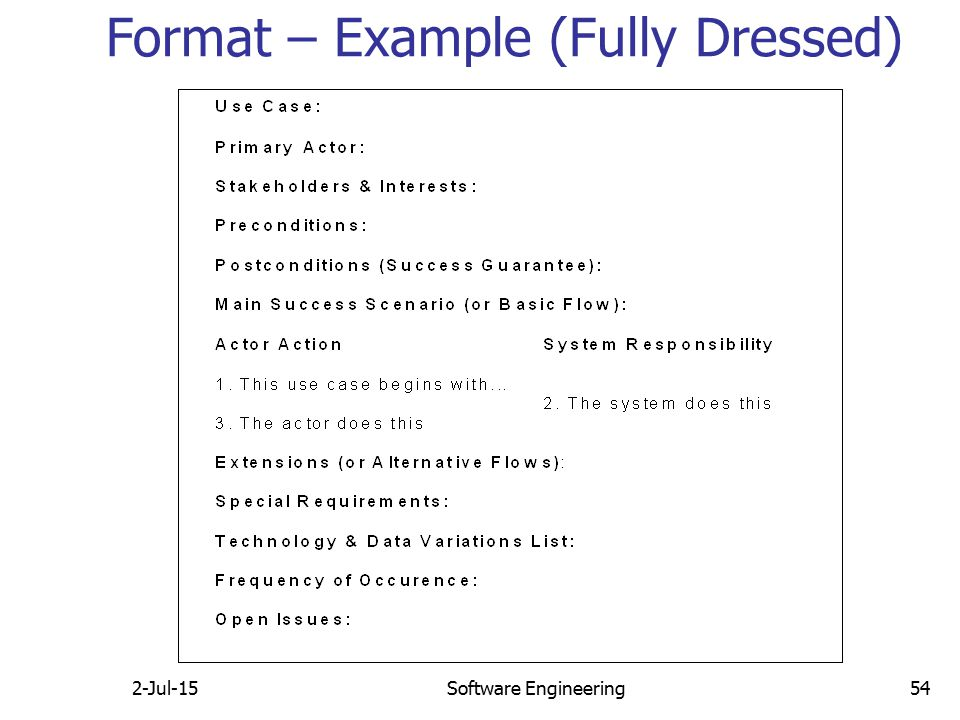 Format – Example (Fully Dressed)
Use Case:
Primary Actor:
Stakeholders & Interests:
Preconditions:
Postconditions (Success Guarantee):
Main Success Scenario (or Basic Flow):
Actor Action System Responsibility
1. This use case begins with...
2. The system does this
3. The actor does this
Extensions (or Alternative Flows):
Special Requirements:
Technology & Data Variations List:
Frequency of Occurence:
Open Issues:
2-Jul-15 Software Engineering 54